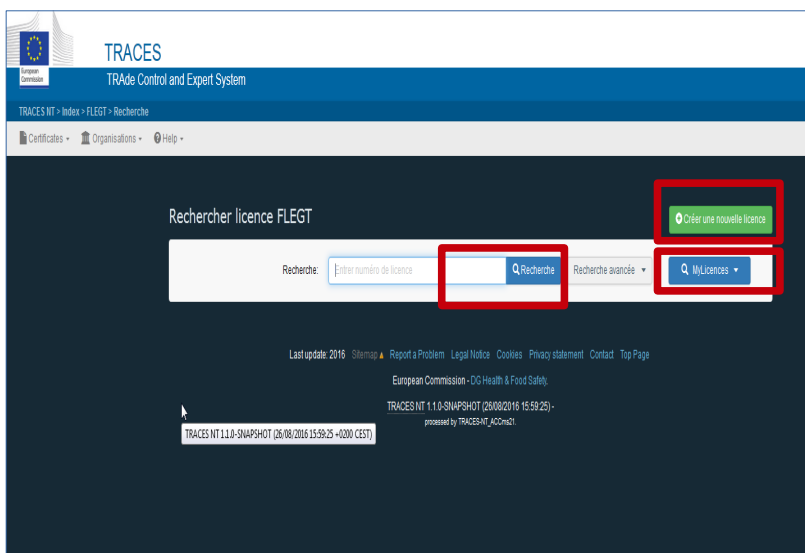 TRACES
European
Commission
TRAde Control and Expert System
TRACES NT > Index > FLEGT > Recherche
Certificates
Organisations
Help
Rechercher licence FLEGT
Créer une nouvelle licence
Recherche:
Entrer numéro de licence
Recherche
Recherche avancée
MyLicences
Last update: 2016 Sitemap Report a Problem Legal Notice Cookies Privacy statement Contact Top Page
European Commission - DG Health & Food Safety.
TRACES NT 1.1.0-SNAPSHOT (26/08/2016 15:59:25) -
processed by TRACES-NT_ACCms21.
TRACES NT 1.1.0-SNAPSHOT (26/08/2016 15:59:25 +0200 CEST)